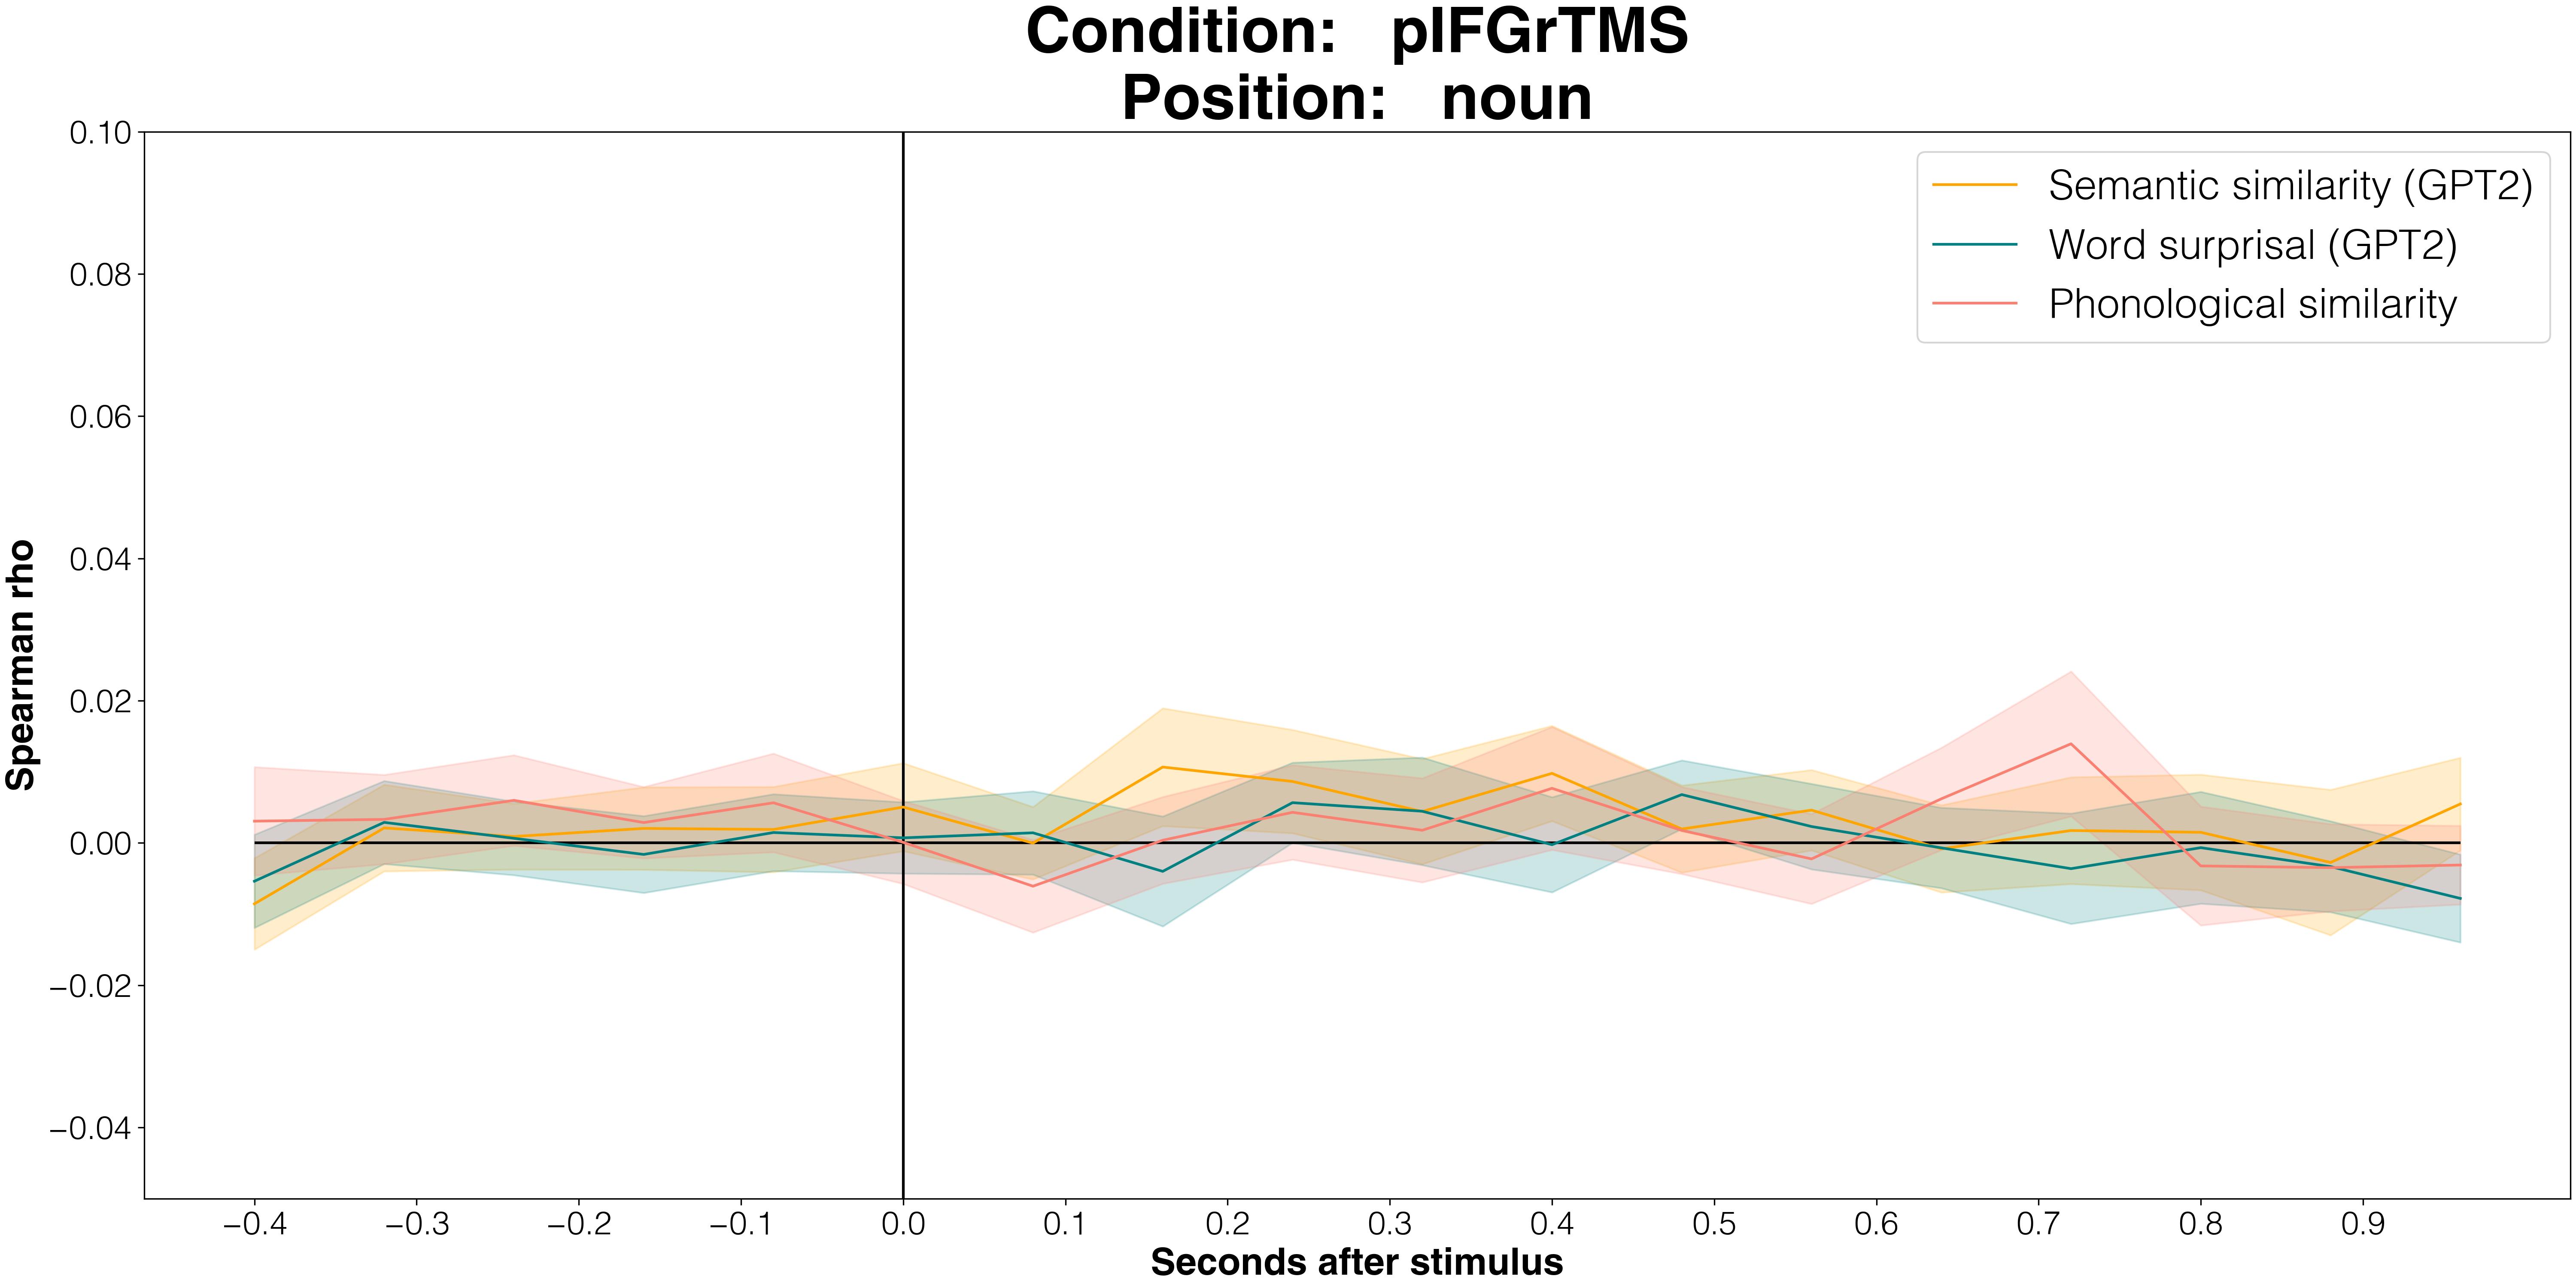 Condition: pIFGrTMS
Position: noun
Semantic similarity (GPT2)
Word surprisal (GPT2)
Phonological similarity
Spearman rho
0.10
0.08
0.06
0.04
0.02
0.00
−0.02
−0.04
−0.4 −0.3 −0.2 −0.1 0.0 0.1 0.2 0.3 0.4 0.5 0.6 0.7 0.8 0.9
Seconds after stimulus